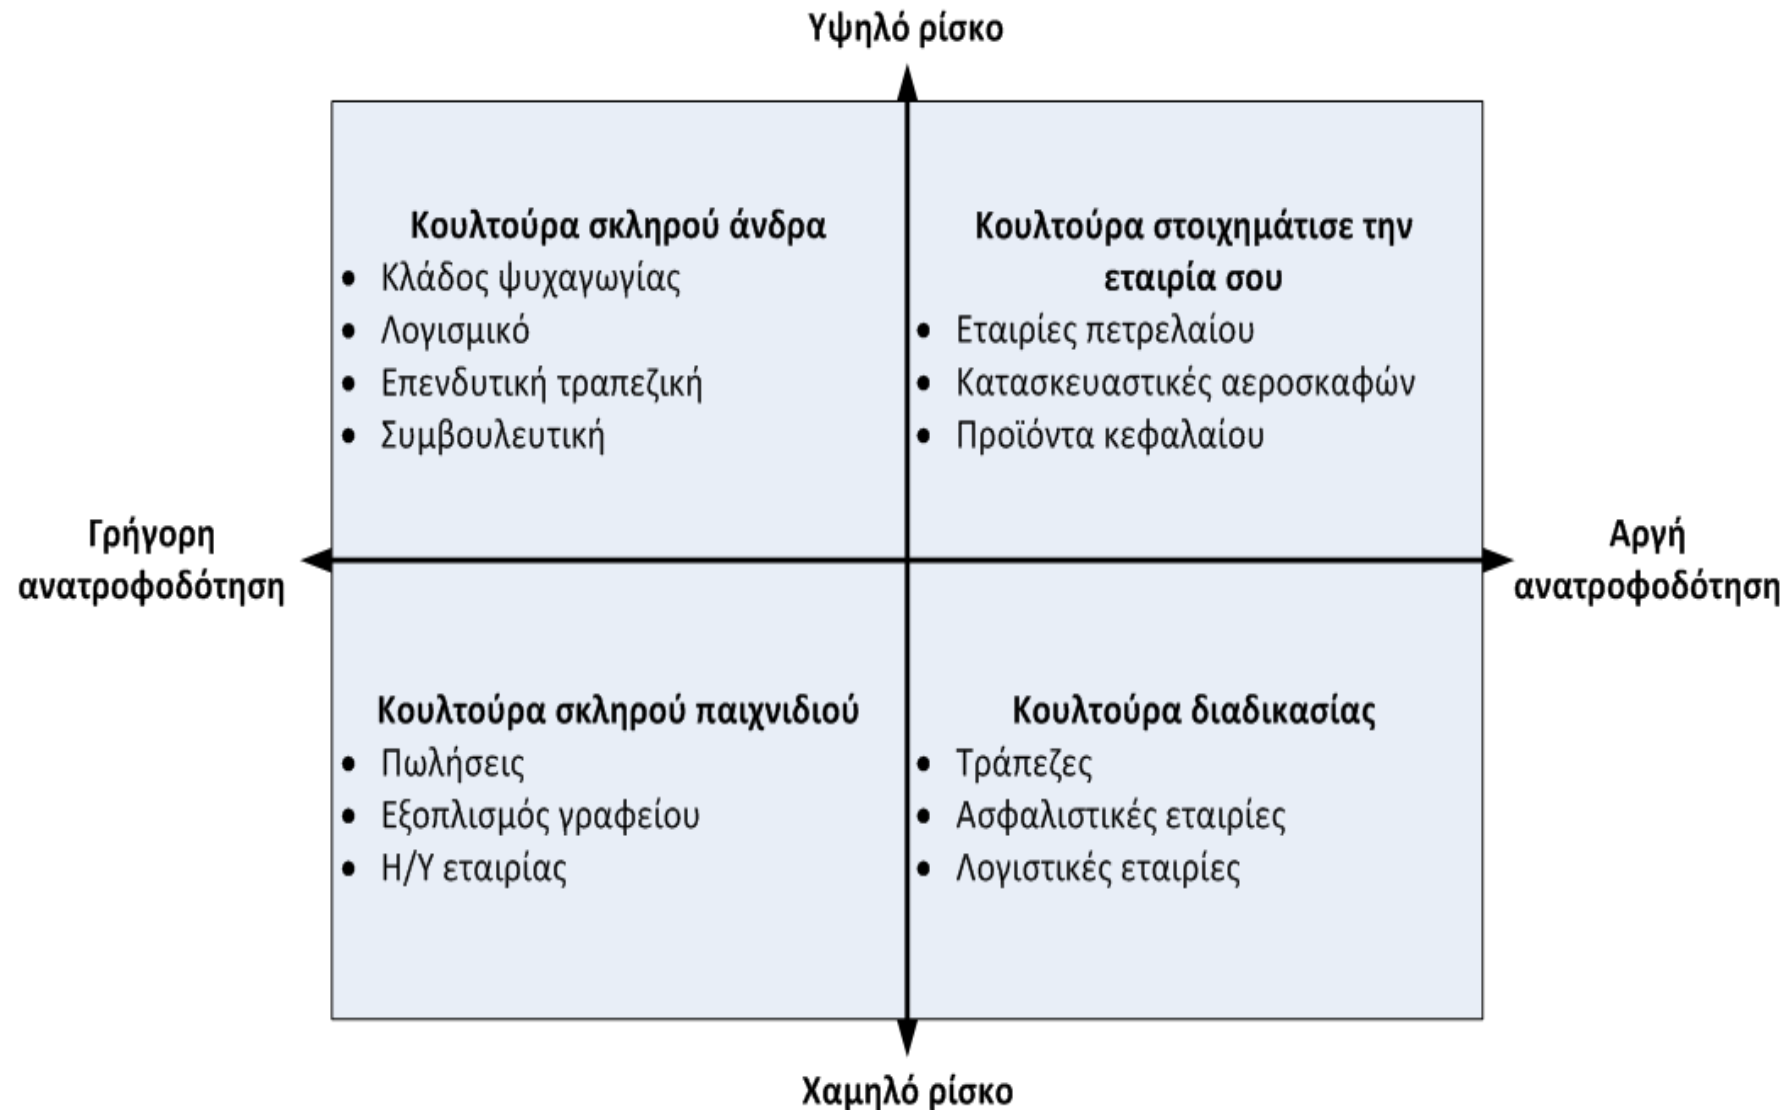 Υψηλό ρίσκο
Κουλτούρα σκληρού άνδρα
• Κλάδος ψυχαγωγίας
• Λογισμικό
• Επενδυτική τραπεζική
• Συμβουλευτική
Κουλτούρα στοιχημάτισε την
εταιρία σου
• Εταιρίες πετρελαίου
• Κατασκευαστικές αεροσκαφών
• Προϊόντα κεφαλαίου
Γρήγορη
ανατροφοδότηση
Αργή
ανατροφοδότηση
Κουλτούρα σκληρού παιχνιδιού
• Πωλήσεις
• Εξοπλισμός γραφείου
• Η/Υ εταιρίας
Κουλτούρα διαδικασίας
• Τράπεζες
• Ασφαλιστικές εταιρίες
• Λογιστικές εταιρίες
Χαμηλό ρίσκο